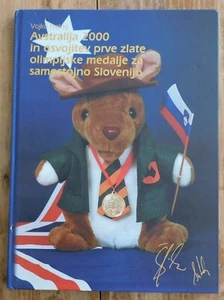 Vojko
Avstralija 2000
in osvojitev prve zlate
olimpijske medalje za
samostojno Slovenijo